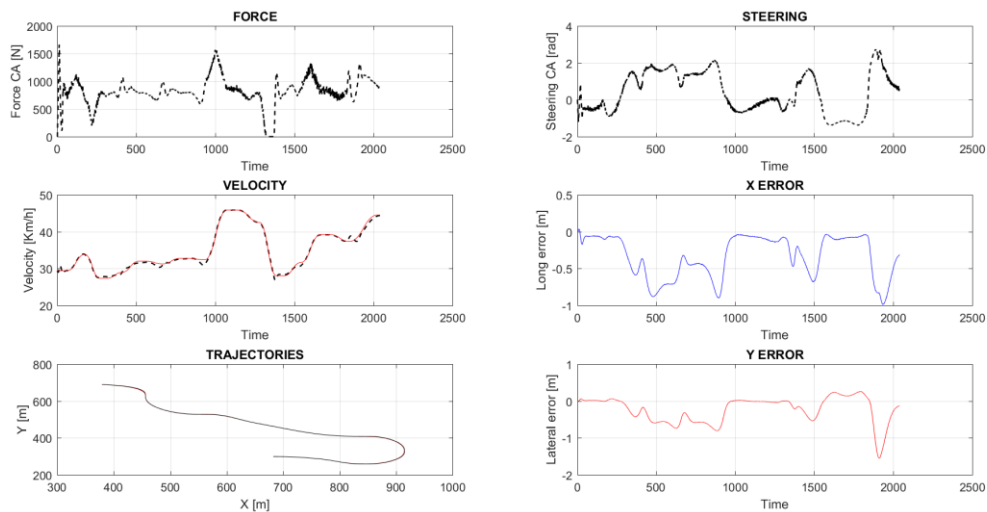 FORCE
Force CA [N]
2000
1500
1000
500
0
0 500 1000 1500 2000 2500
Time
STEERING
Steering CA [rad]
4
2
0
-2
0 500 1000 1500 2000 2500
Time
VELOCITY
Velocity [Km/h]
50
40
30
20
0 500 1000 1500 2000 2500
Time
X ERROR
Long error [m]
0.5
0
-0.5
-1
0 500 1000 1500 2000 2500
Time
TRAJECTORIES
Y [m]
800
600
400
200
300 400 500 600 700 800 900 1000
X [m]
Y ERROR
Lateral error [m]
1
0
-1
-2
0 500 1000 1500 2000 2500
Time